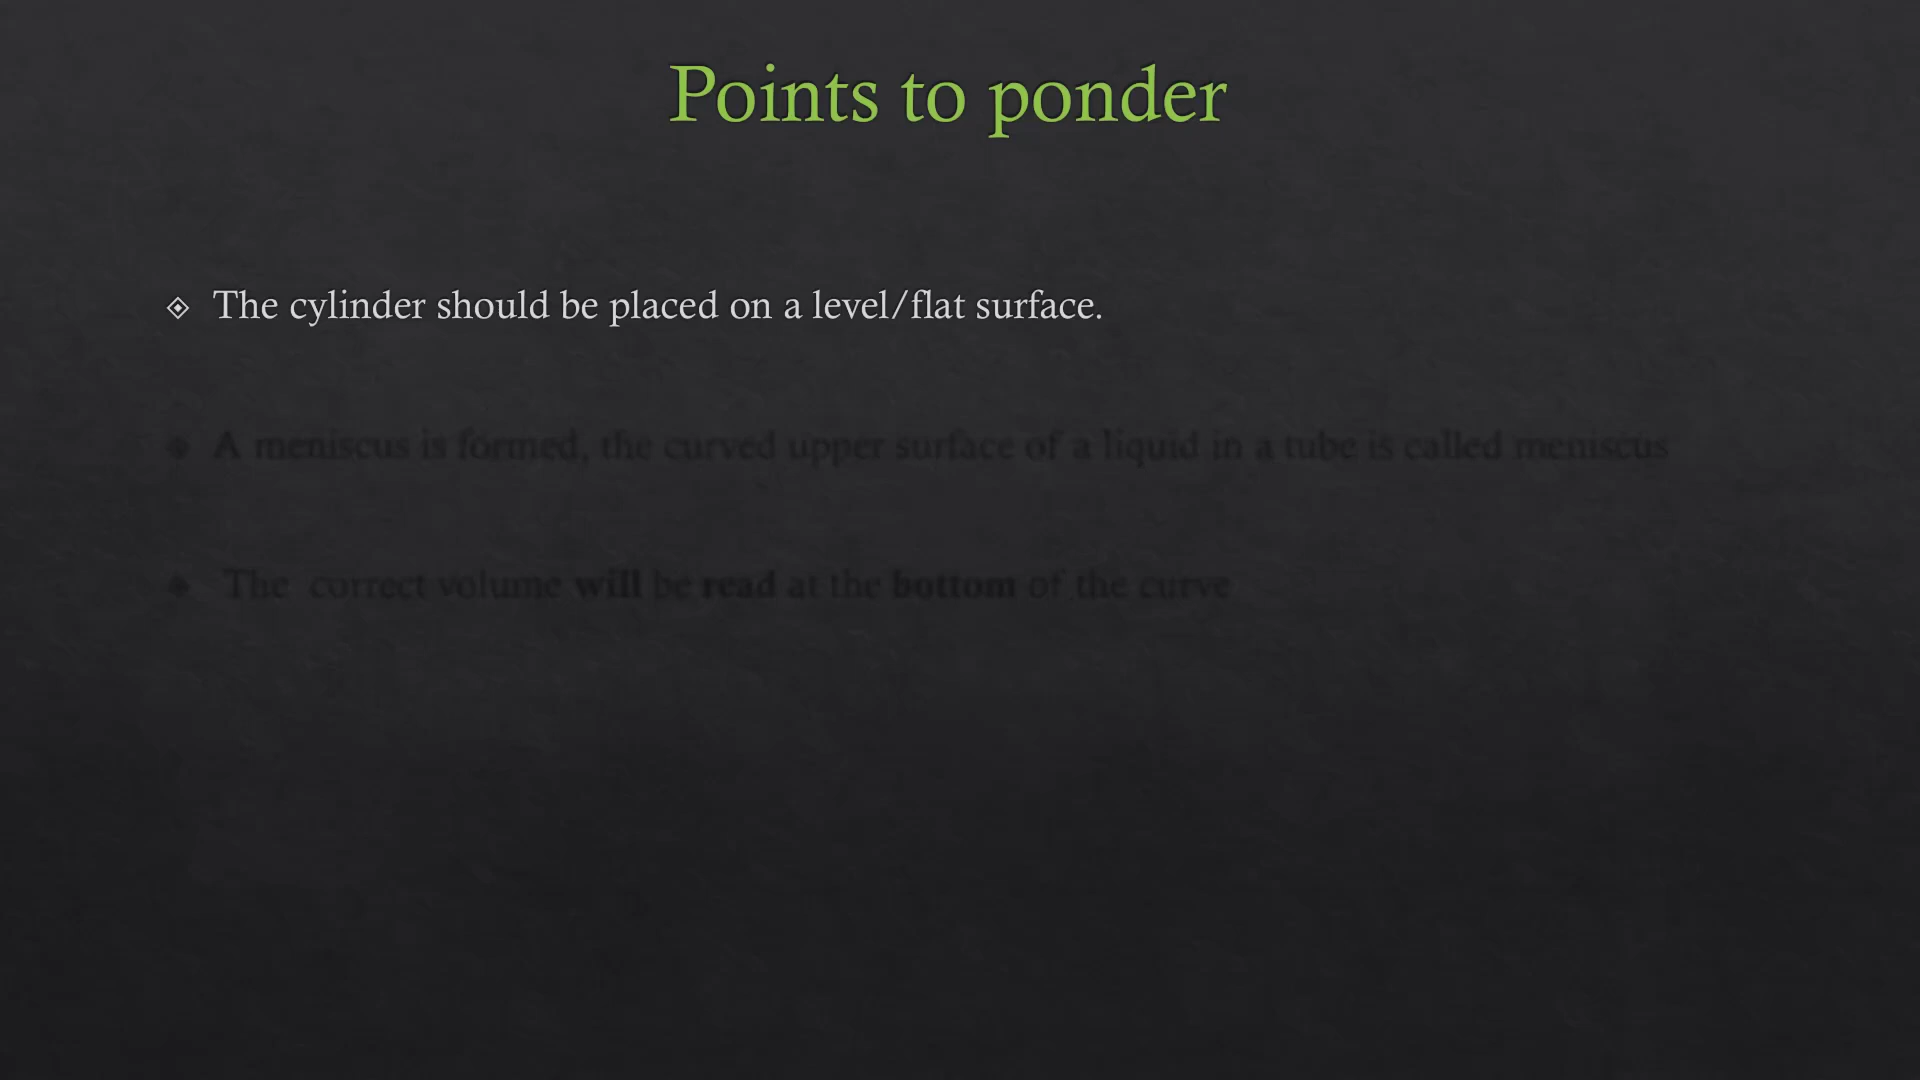 Points to ponder
The cylinder should be placed on a level/flat surface.
A meniscus is formed, the curved upper surface of a liquid in a tube is called meniscus
The correct volume will be read at the bottom of the curve